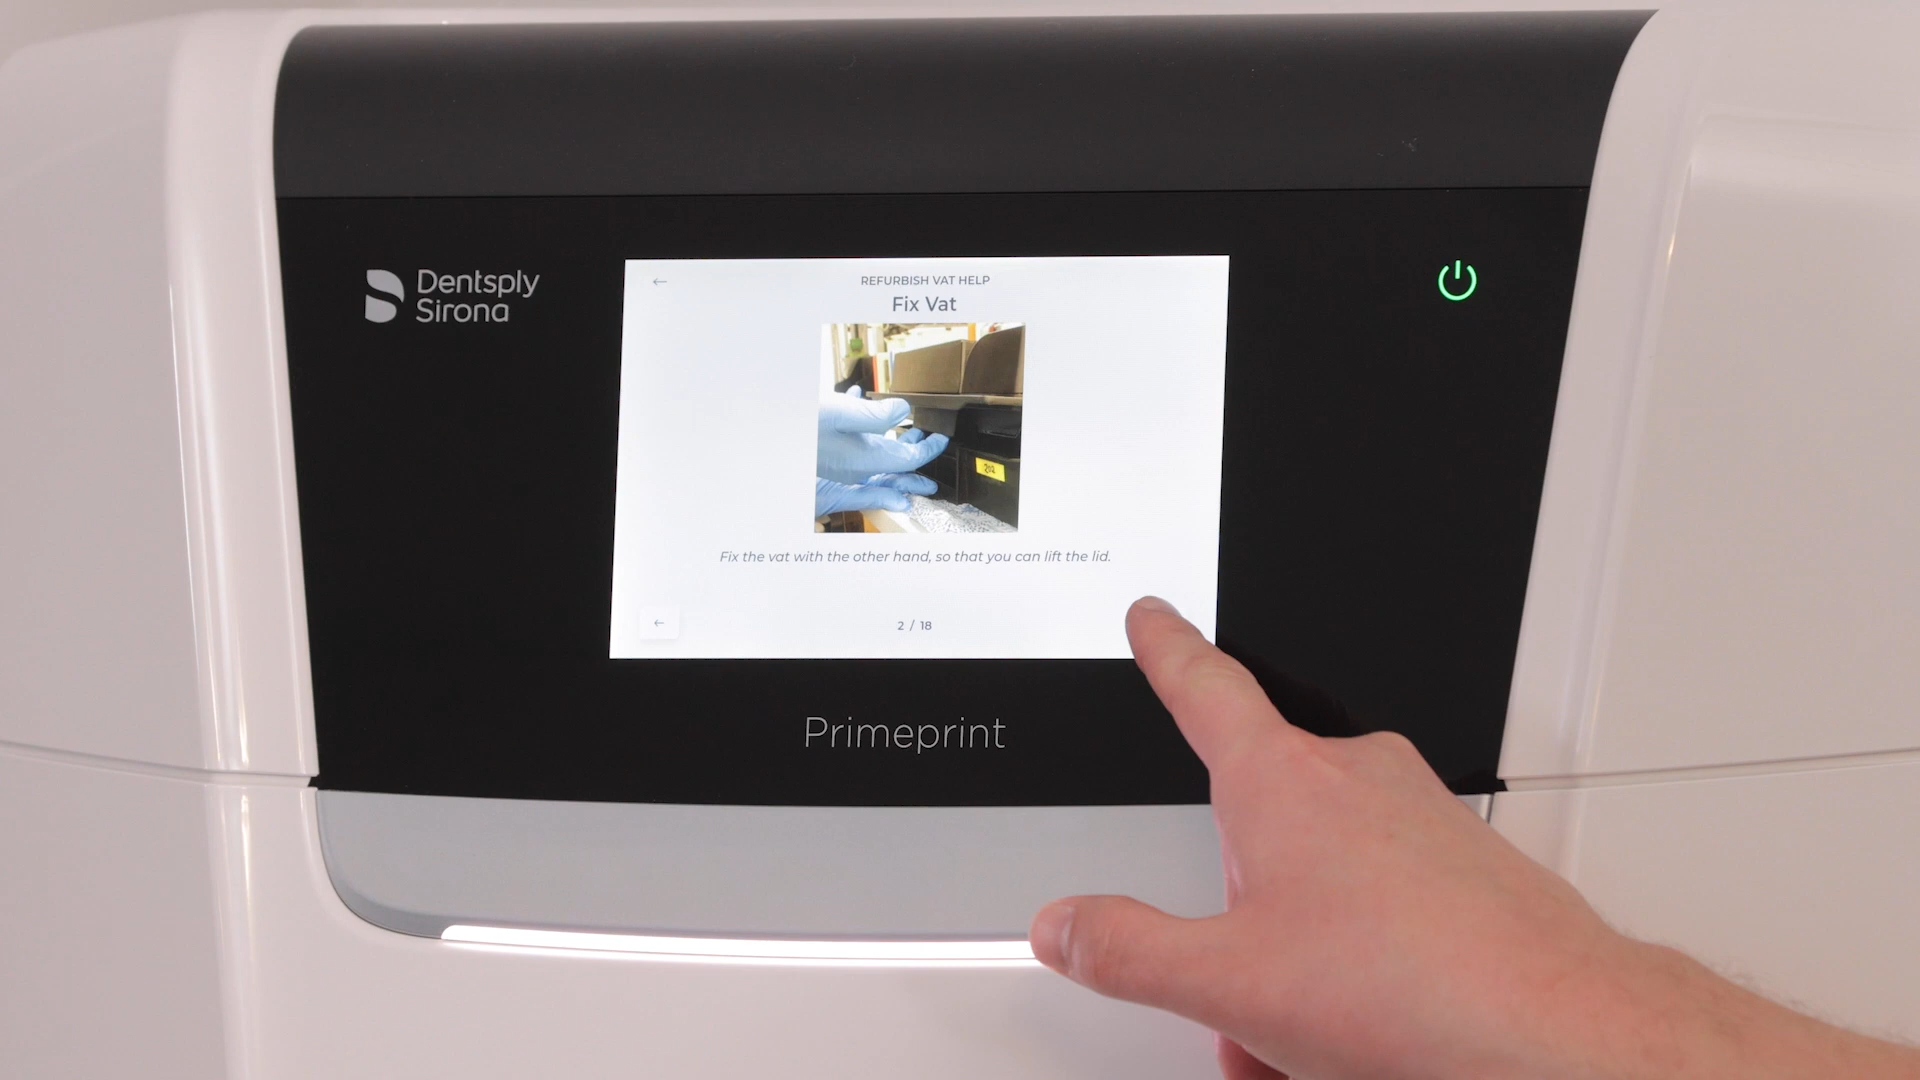 Dentsply
Sirona
←
REFURBISH VAT HELP
Fix Vat
202
Fix the vat with the other hand, so that you can lift the lid.
←
2 / 18
Primeprint